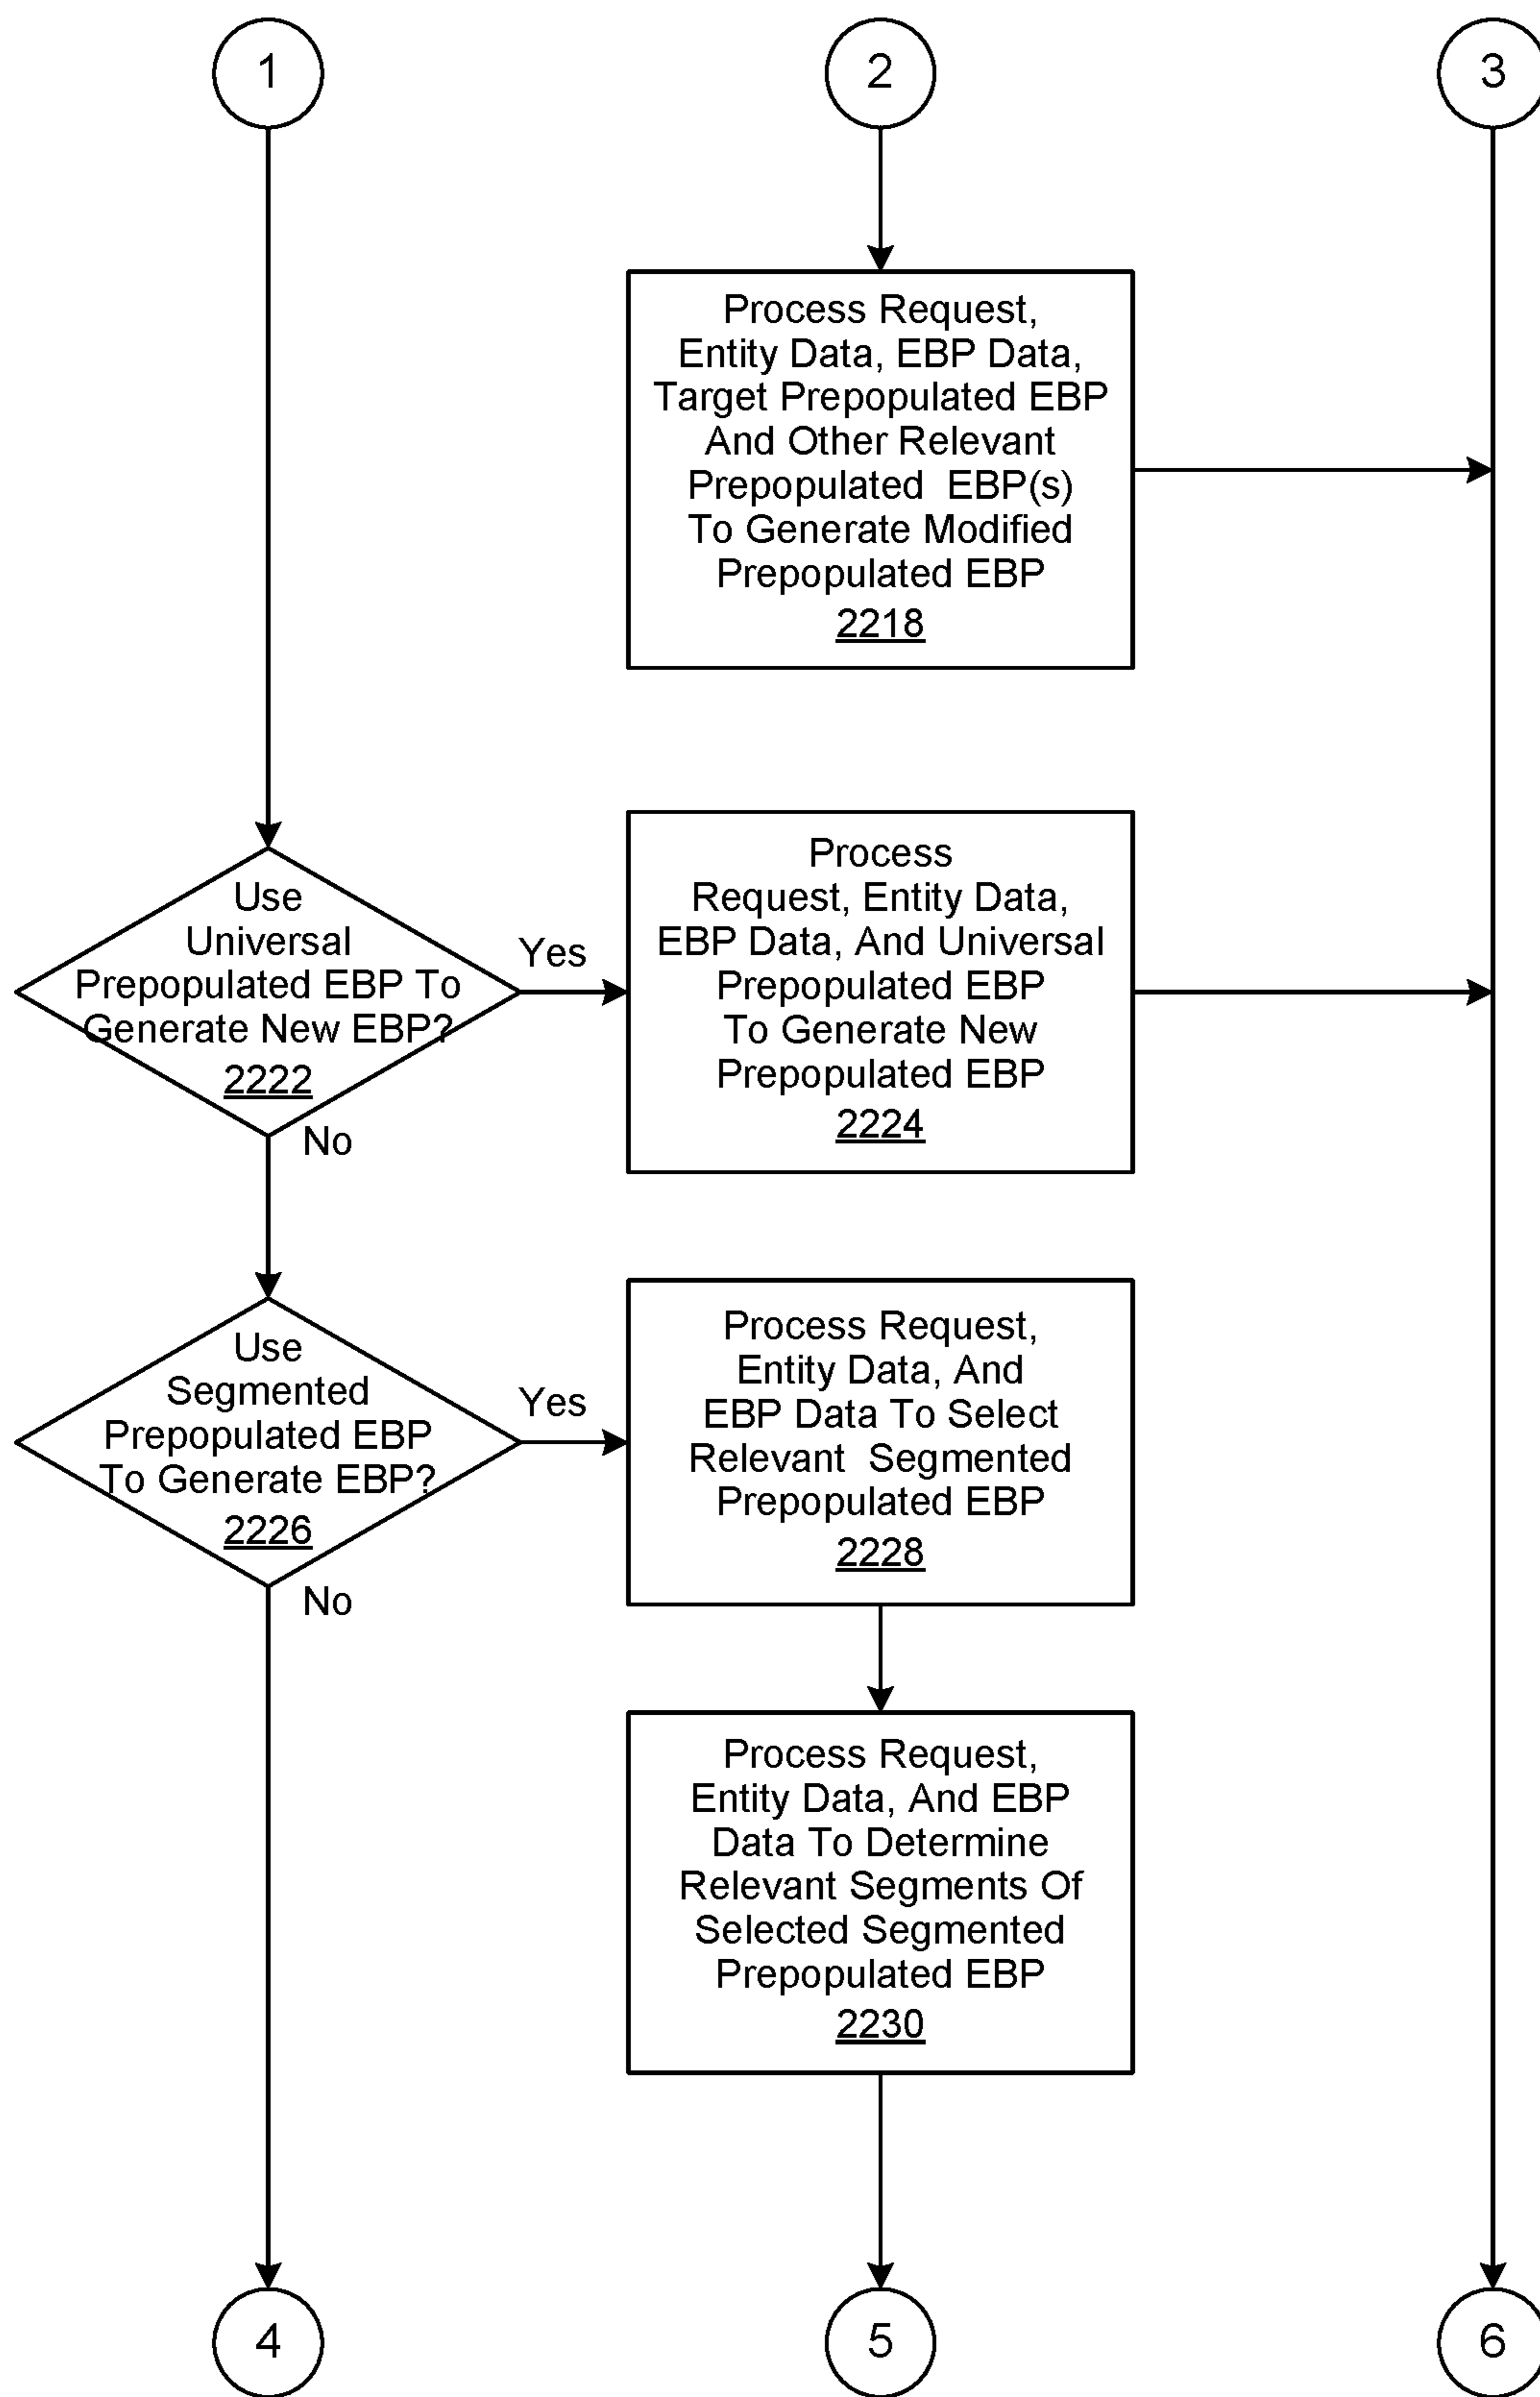 1
2
3
Process Request,
Entity Data, EBP Data,
Target Prepopulated EBP
And Other Relevant
Prepopulated EBP(s)
To Generate Modified
Prepopulated EBP
2218
Use
Universal
Prepopulated EBP To
Generate New EBP?
2222
Yes
No
Process
Request, Entity Data,
EBP Data, And Universal
Prepopulated EBP
To Generate New
Prepopulated EBP
2224
Use
Segmented
Prepopulated EBP
To Generate EBP?
2226
Yes
No
Process Request,
Entity Data, And
EBP Data To Select
Relevant Segmented
Prepopulated EBP
2228
Process Request,
Entity Data, And EBP
Data To Determine
Relevant Segments Of
Selected Segmented
Prepopulated EBP
2230
4
5
6